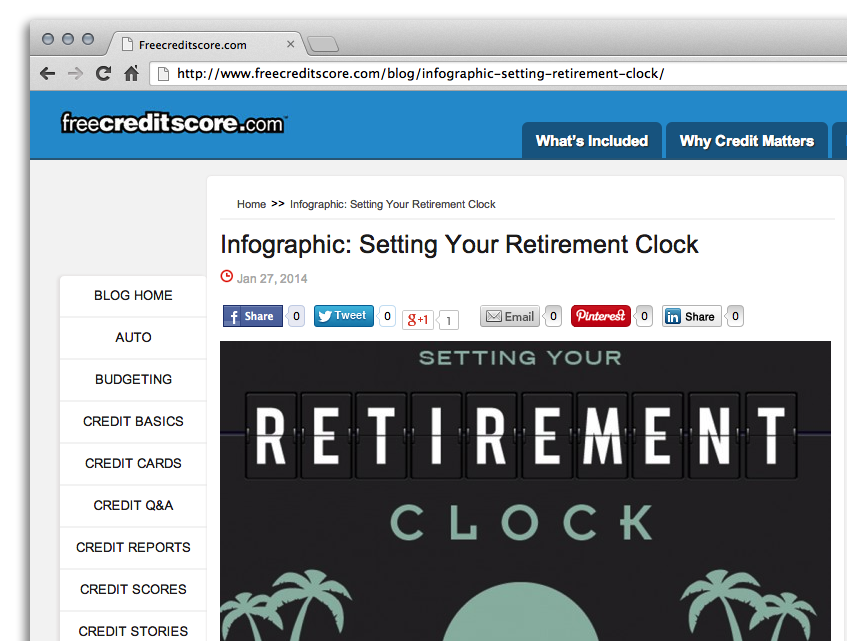 Freecreditscore.com
http://www.freecreditscore.com/blog/infographic-setting-retirement-clock/
freecreditscore.com
What's Included
Why Credit Matters
Home >> Infographic: Setting Your Retirement Clock
Infographic: Setting Your Retirement Clock
Jan 27, 2014
f Share 0 Tweet 0 g+1 1 Email 0 Pinterest 0 in Share 0
BLOG HOME
AUTO
BUDGETING
CREDIT BASICS
CREDIT CARDS
CREDIT Q&A
CREDIT REPORTS
CREDIT SCORES
CREDIT STORIES
SETTING YOUR
RETIREMENT
CLOCK